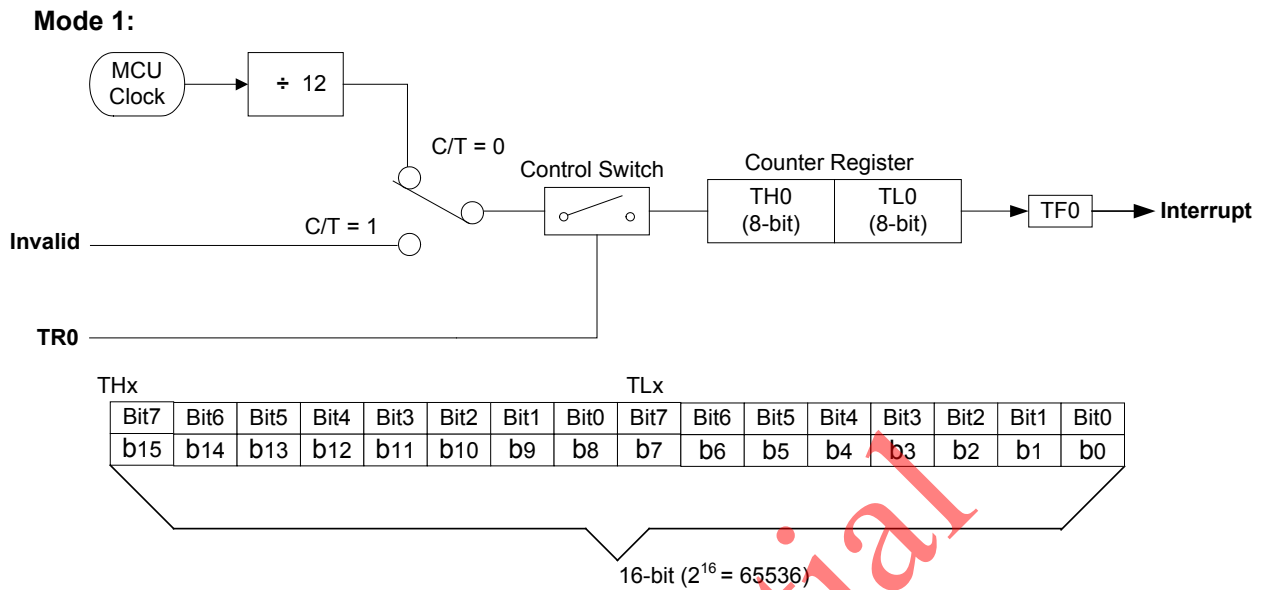 Mode 1:
MCU
Clock
÷ 12
C/T = 0
Control Switch
Counter Register
TH0
(8-bit)
TL0
(8-bit)
TF0
Interrupt
C/T = 1
Invalid
TR0
THx
TLx
Bit7 Bit6 Bit5 Bit4 Bit3 Bit2 Bit1 Bit0 Bit7 Bit6 Bit5 Bit4 Bit3 Bit2 Bit1 Bit0
b15 b14 b13 b12 b11 b10 b9 b8 b7 b6 b5 b4 b3 b2 b1 b0
16-bit (2^16 = 65536)
tial